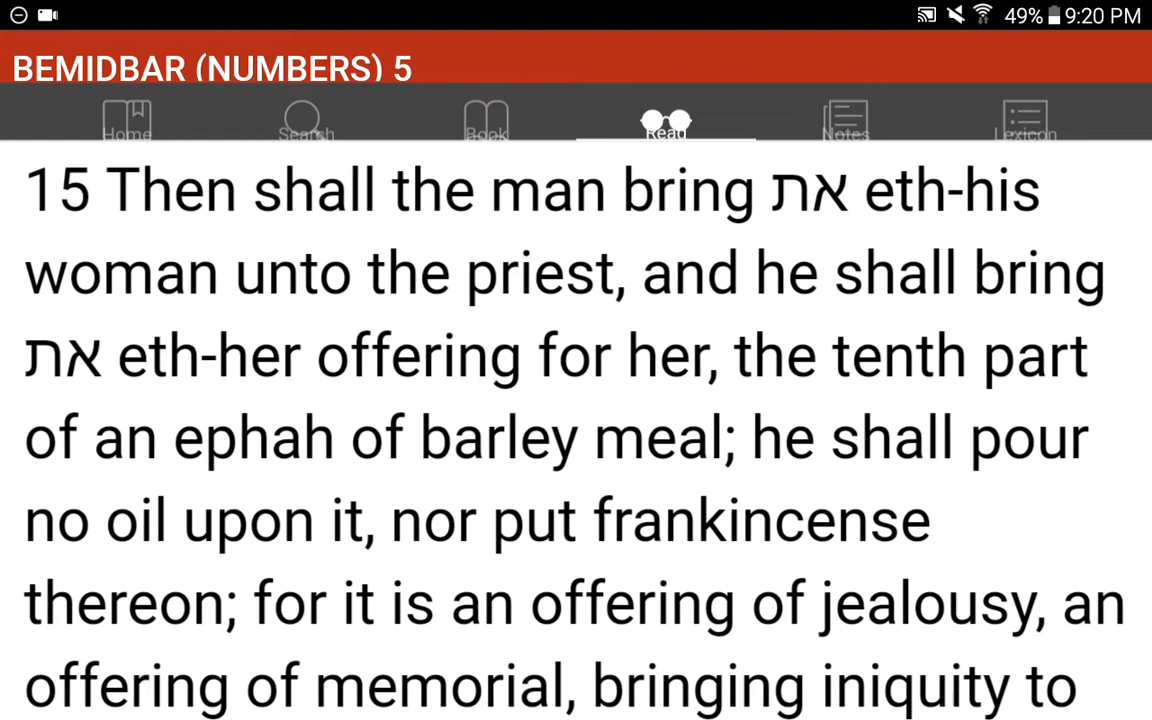 49% 9:20 PM
BEMIDBAR (NUMBERS) 5
Home Search Book Read Notes Lexicon
15 Then shall the man bring את eth-his
woman unto the priest, and he shall bring
את eth-her offering for her, the tenth part
of an ephah of barley meal; he shall pour
no oil upon it, nor put frankincense
thereon; for it is an offering of jealousy, an
offering of memorial, bringing iniquity to